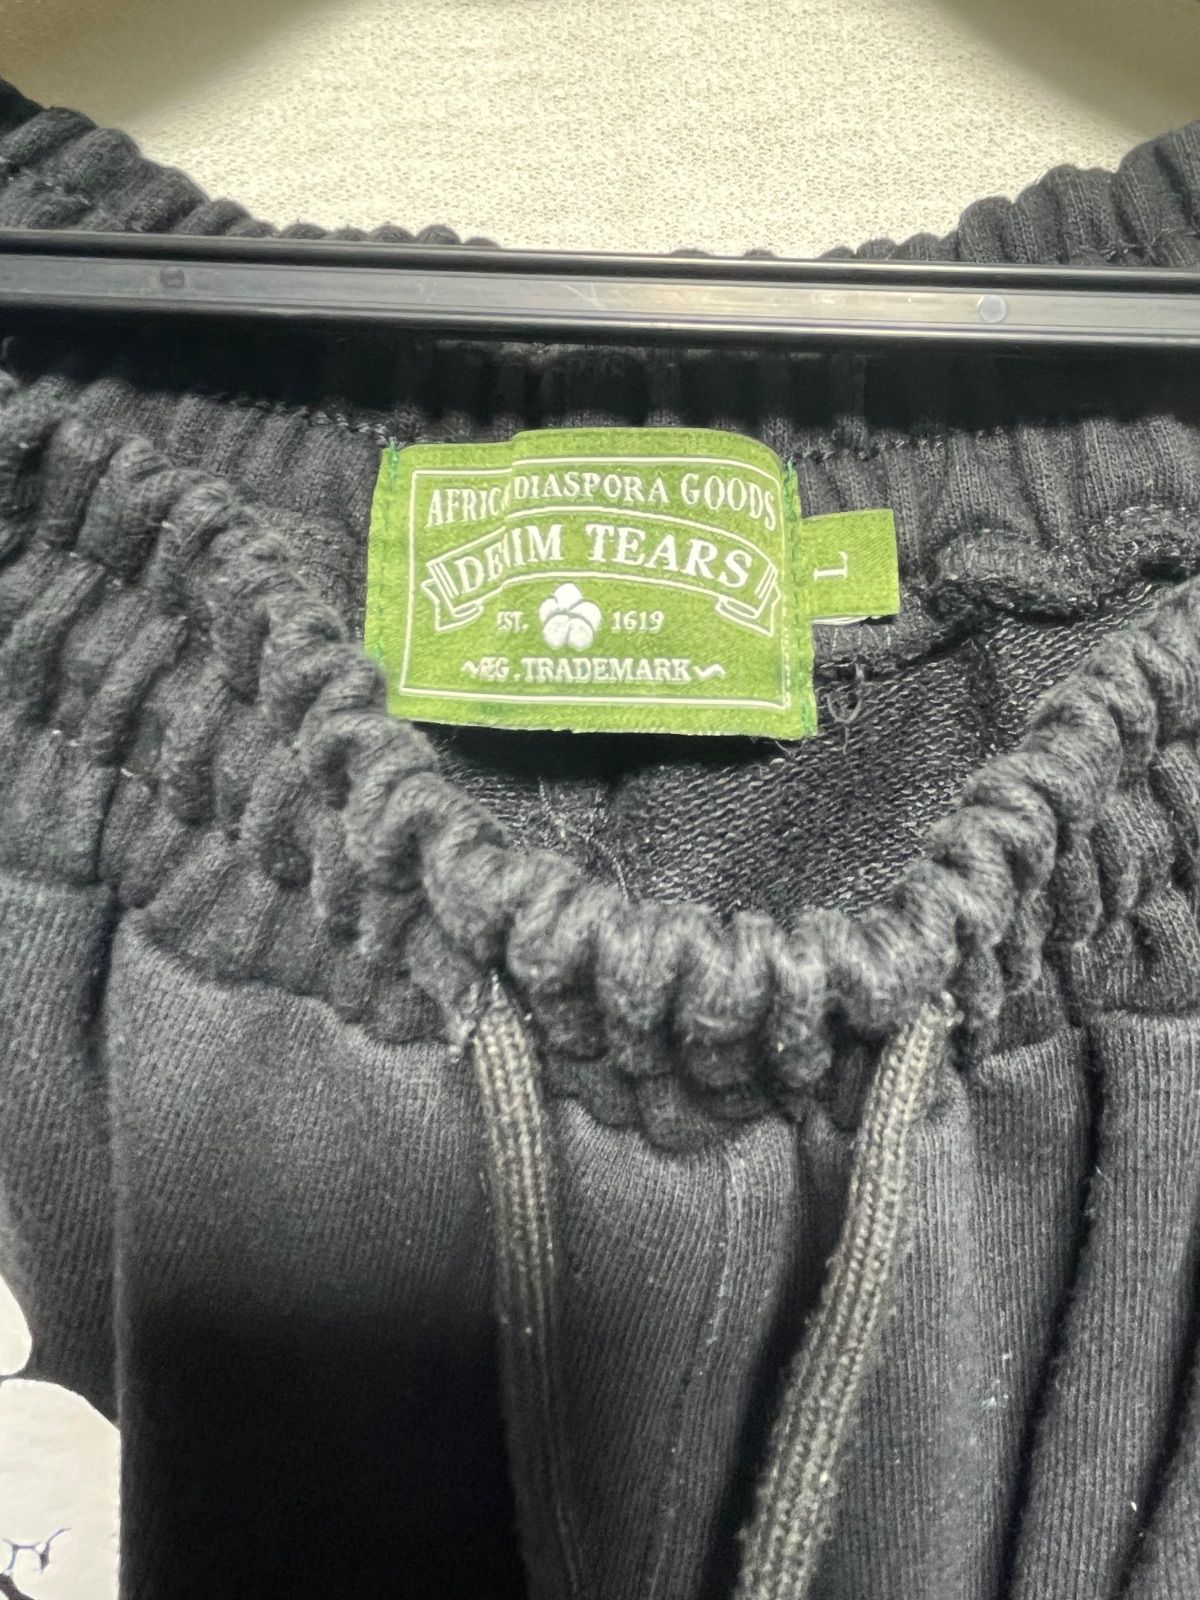 AFRICA DIASPORA GOODS
DENIM TEARS
EST. 1619
REG. TRADEMARK
L